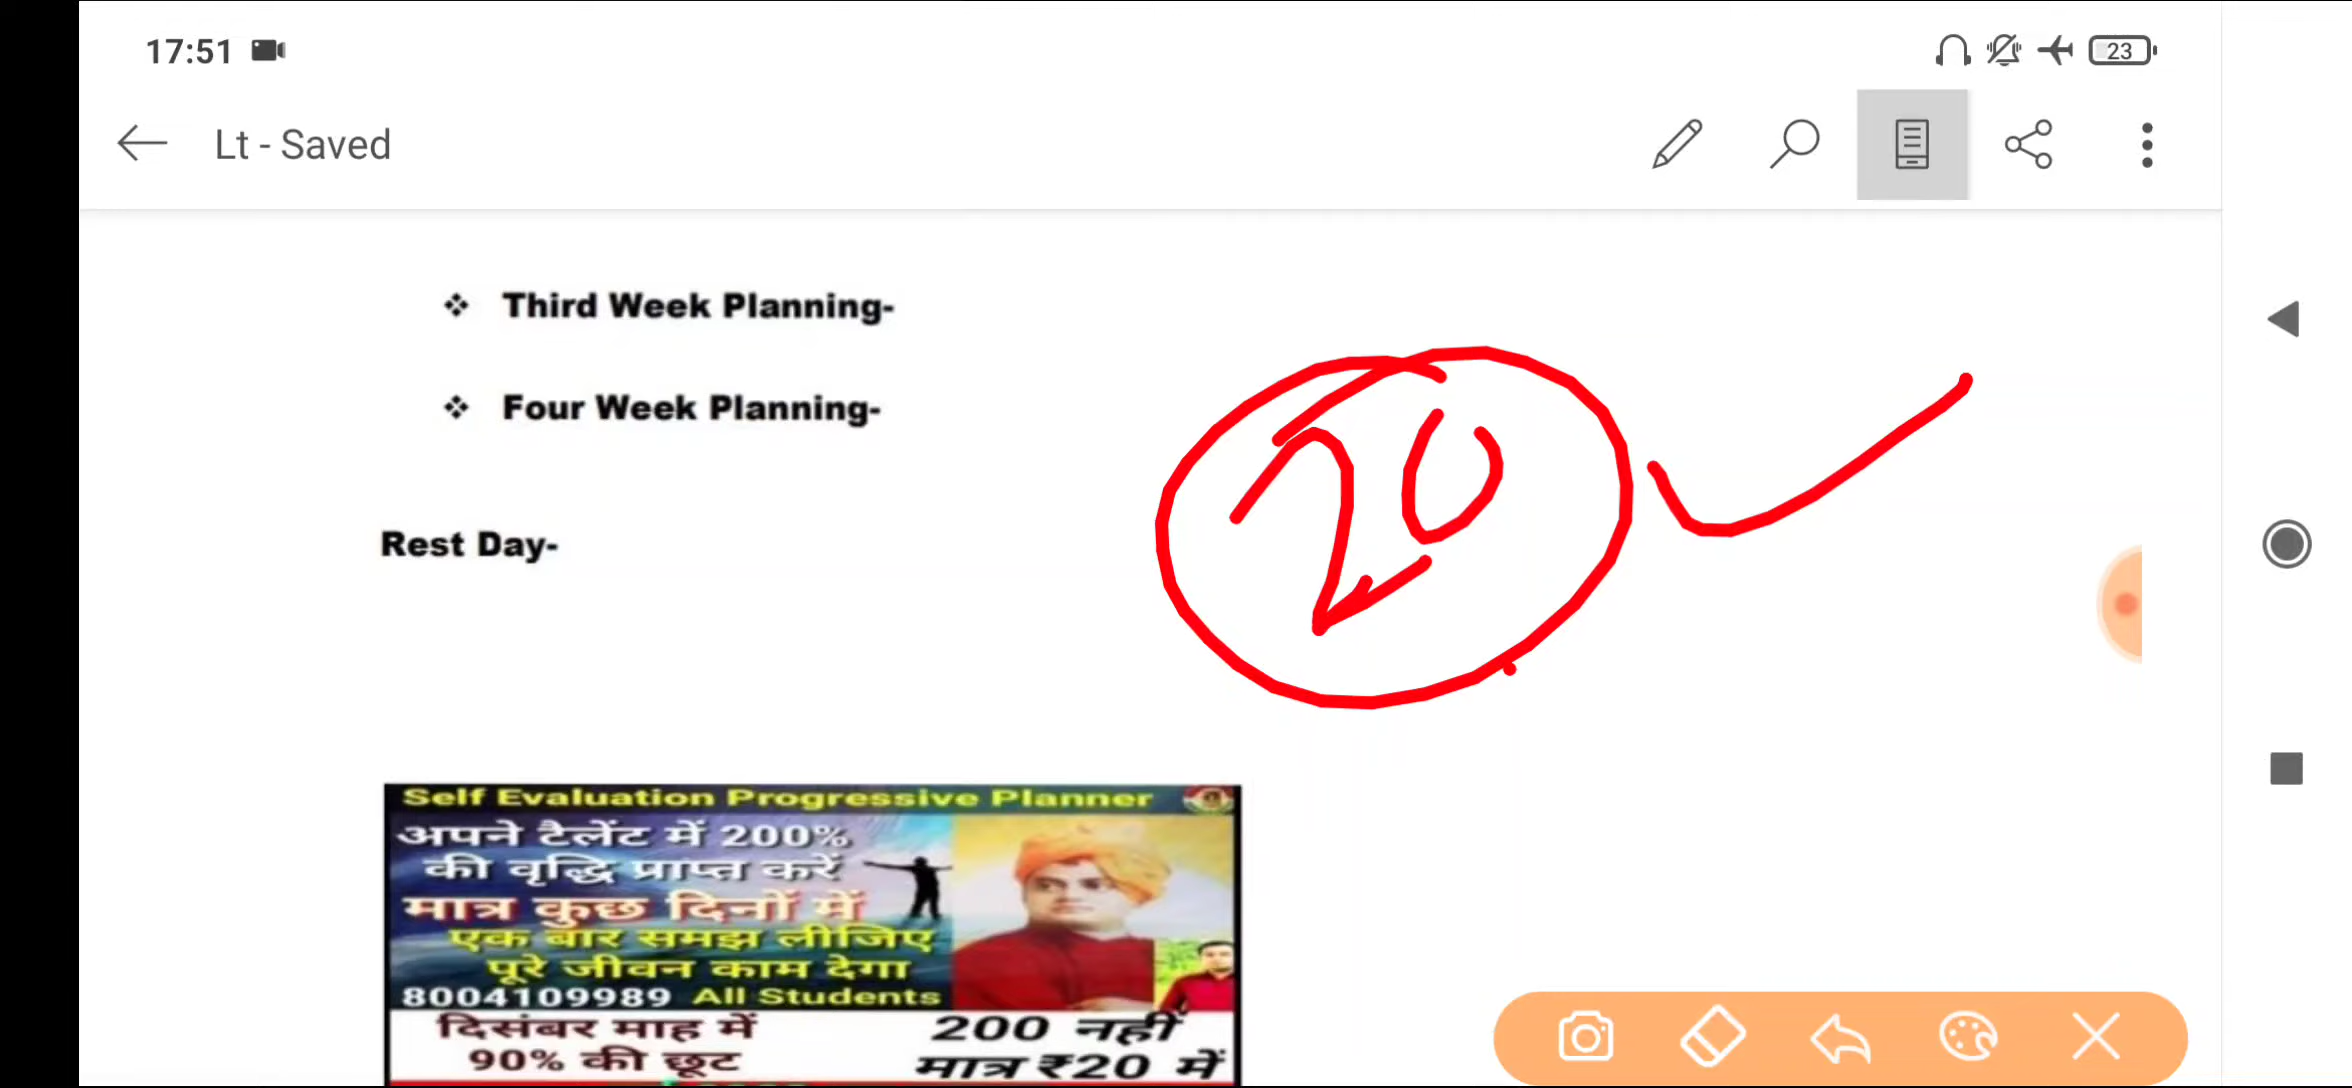 17:51
23
Lt - Saved
❖ Third Week Planning-
❖ Four Week Planning-
20
Rest Day-
Self Evaluation Progressive Planner
अपने टैलेंट में 200%
की वृद्धि प्राप्त करें
मात्र कुछ दिनों में
एक बार समझ लीजिए
पूरे जीवन काम देगा
8004109989 All Students
दिसंबर माह में
90% की छूट
200 नहीं
मात्र ₹20 में